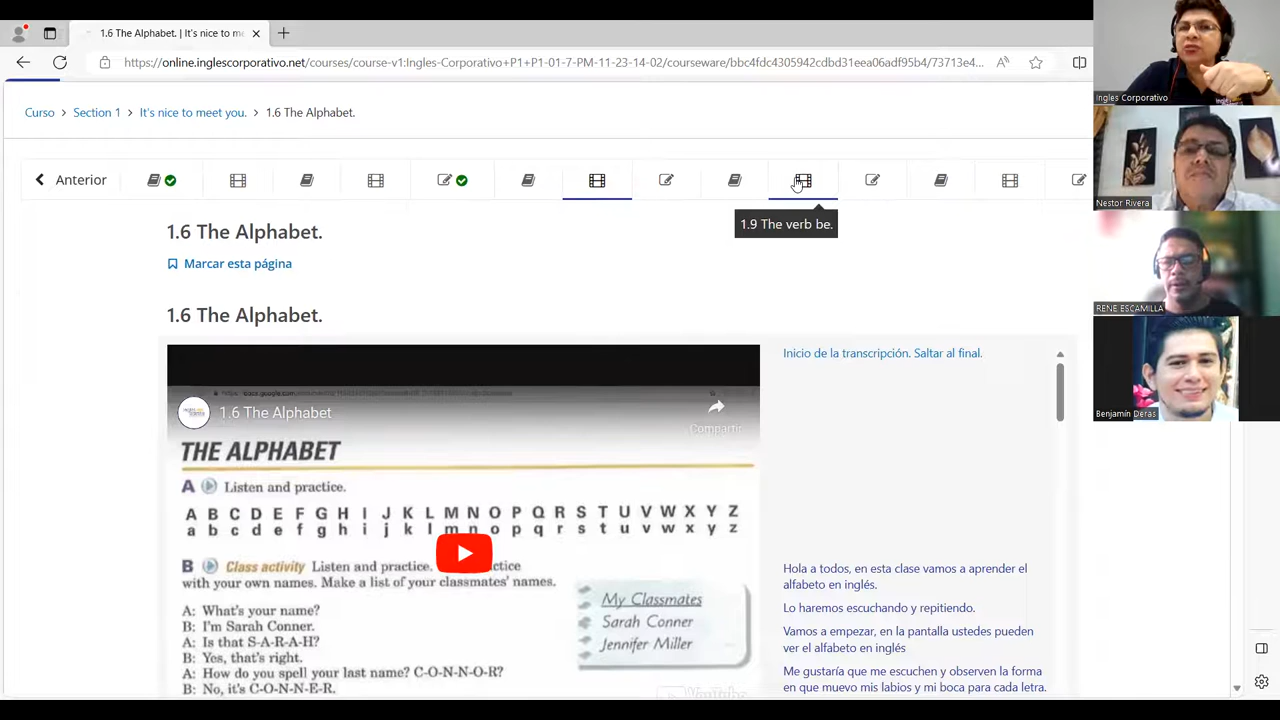 1.6 The Alphabet. | It's nice to m
https://online.inglescorporativo.net/courses/course-v1:Ingles-Corp
+P1+P1-01-7-PM-11-23-14-02/courseware/bbc4fdc4305942cdbd31eea06adf95b4/73713e4...
Curso > Section 1 > It's nice to meet you. > 1.6 The Alphabet.
Anterior
1.9 The verb be.
1.6 The Alphabet.
Marcar esta página
1.6 The Alphabet.
1.6 The Alphabet
Compartir
THE ALPHABET
A Listen and practice.
A B C D E F G H I J K L M N O P Q R S T U V W X Y Z
a b c d e f g h i j k l m n o p q r s t u v w x y z
B Class activity Listen and practice.
with your own names. Make a list of your classmates' names.
A: What's your name?
B: I'm Sarah Conner.
A: Is that S-A-R-A-H?
B: Yes, that's right.
A: How do you spell your last name? C-O-N-N-O-R?
B: No, it's C-O-N-N-E-R.
My Classmates
Sarah Conner
Jennifer Miller
YouTube
Inicio de la transcripción. Saltar al final.
Hola a todos, en esta clase vamos a aprender el
alfabeto en inglés.
Lo haremos escuchando y repitiendo.
Vamos a empezar, en la pantalla ustedes pueden
ver el alfabeto en inglés
Me gustaría que me escuchen y observen la forma
en que muevo mis labios y mi boca para cada letra.
Ingles Corporativo
Nestor Rivera
RENE ESCAMILLA
Benjamín Deras